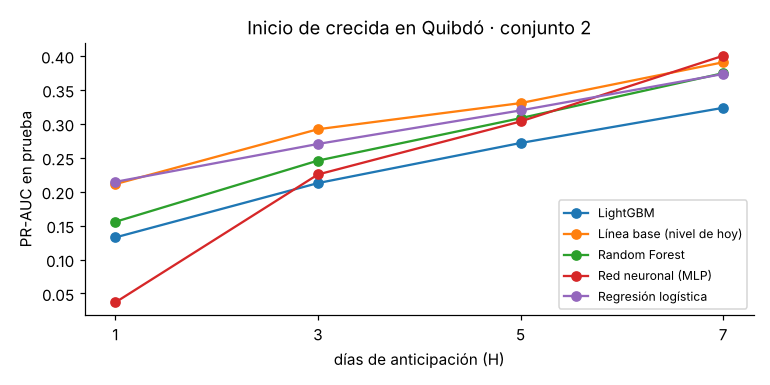 Inicio de crecida en Quibdó · conjunto 2
PR-AUC en prueba
0.40
0.35
0.30
0.25
0.20
0.15
0.10
0.05
LightGBM
Línea base (nivel de hoy)
Random Forest
Red neuronal (MLP)
Regresión logística
1 3 5 7
días de anticipación (H)